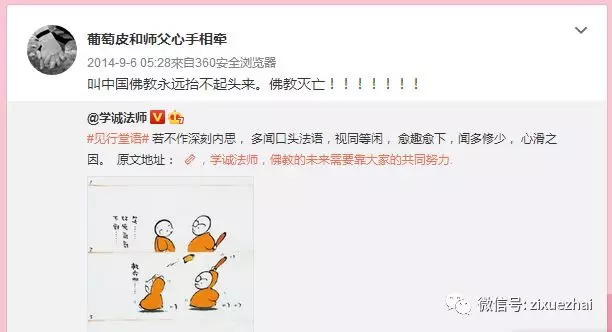 葡萄皮和师父心手相牵
2014-9-6 05:28來自360安全浏览器
叫中国佛教永远抬不起头来。佛教灭亡！！！！！！！
@学诚法师 V
#见行堂语# 若不作深刻内思，多闻口头法语，视同等闲，愈趣愈下，闻多修少，心滑之
因。 原文地址： ，学诚法师，佛教的未来需要靠大家的共同努力.
微信号: zixuezhai